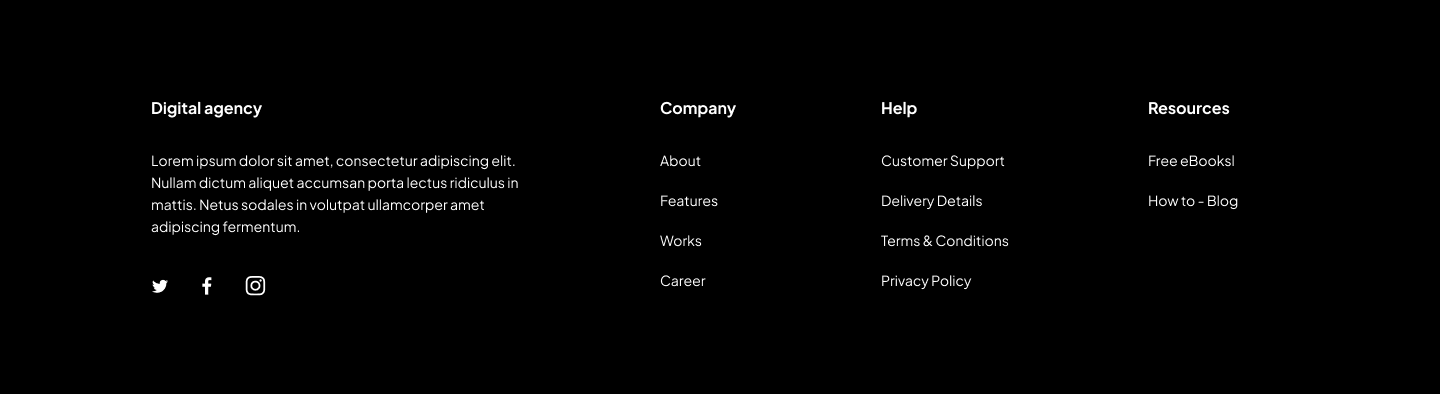 Digital agency
Lorem ipsum dolor sit amet, consectetur adipiscing elit.
Nullam dictum aliquet accumsan porta lectus ridiculus in
mattis. Netus sodales in volutpat ullamcorper amet
adipiscing fermentum.
Company
About
Features
Works
Career
Help
Customer Support
Delivery Details
Terms & Conditions
Privacy Policy
Resources
Free eBooksl
How to - Blog